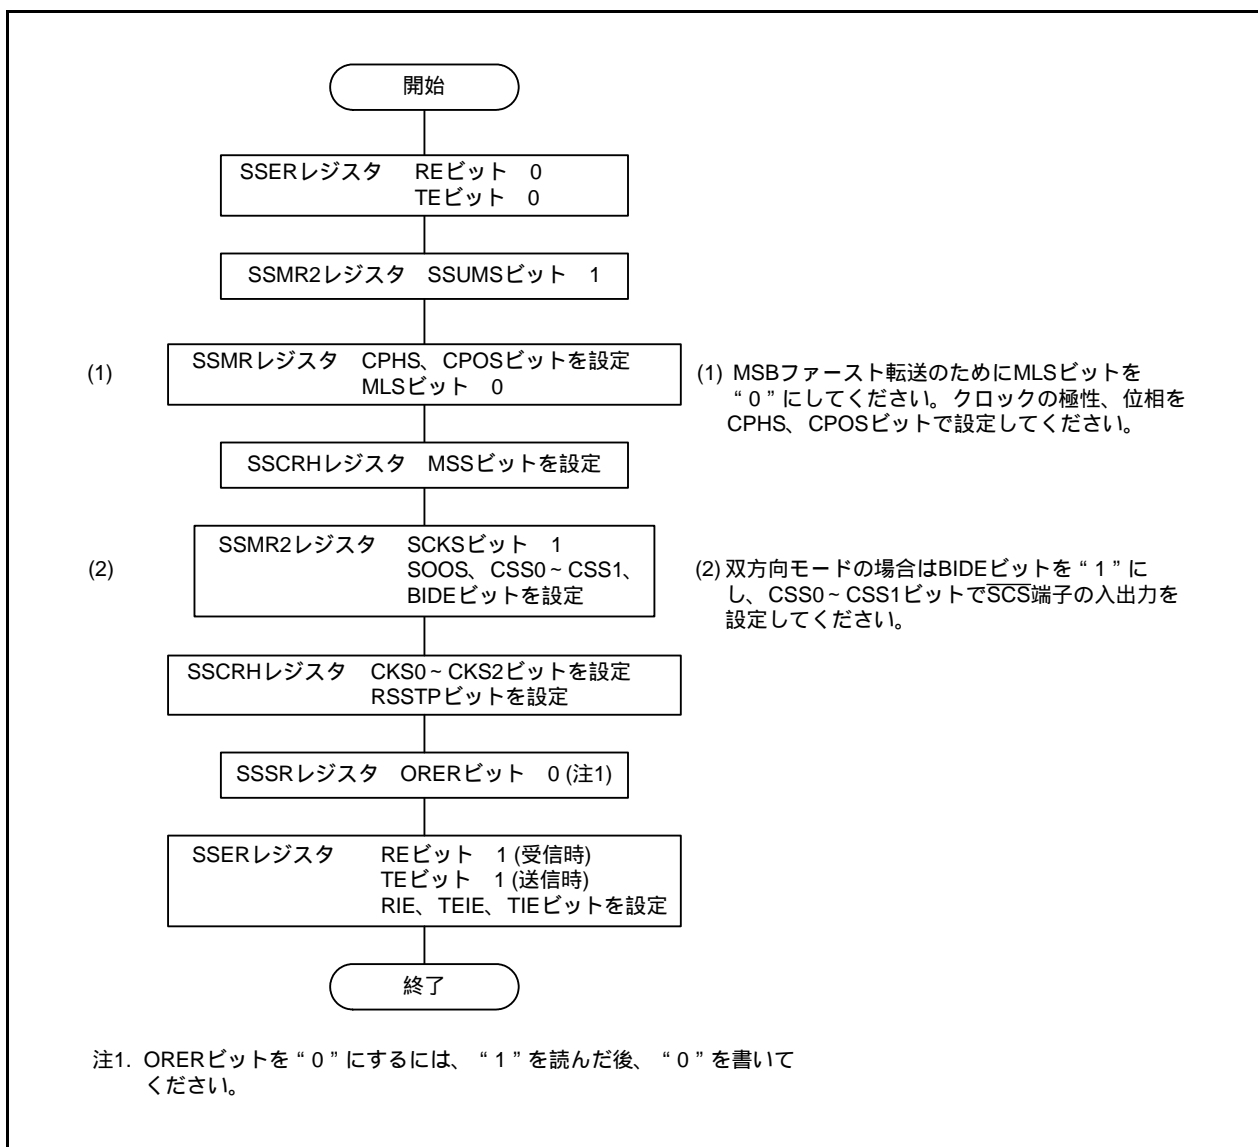 開始
SSERレジスタ REビット 0
TEビット 0
SSMR2レジスタ SSUMSビット 1
(1)
SSMRレジスタ CPHS、CPOSビットを設定
MLSビット 0
(1) MSBファースト転送のためにMLSビットを
“0”にしてください。クロックの極性、位相を
CPHS、CPOSビットで設定してください。
SSCRHレジスタ MSSビットを設定
(2)
SSMR2レジスタ SCKSビット 1
SOOS、CSS0~CSS1、
BIDEビットを設定
(2) 双方向モードの場合はBIDEビットを“1”に
し、CSS0~CSS1ビットでSCS端子の入出力を
設定してください。
SSCRHレジスタ CKS0~CKS2ビットを設定
RSSTPビットを設定
SSSRレジスタ ORERビット 0 (注1)
SSERレジスタ REビット 1 (受信時)
TEビット 1 (送信時)
RIE、TEIE、TIEビットを設定
終了
注1. ORERビットを“0”にするには、“1”を読んだ後、“0”を書いて
ください。